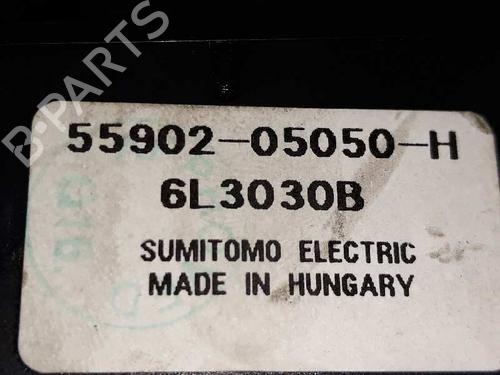 B-PARTS
55902-05050-H
6L3030B
SUMITOMO ELECTRIC
MADE IN HUNGARY